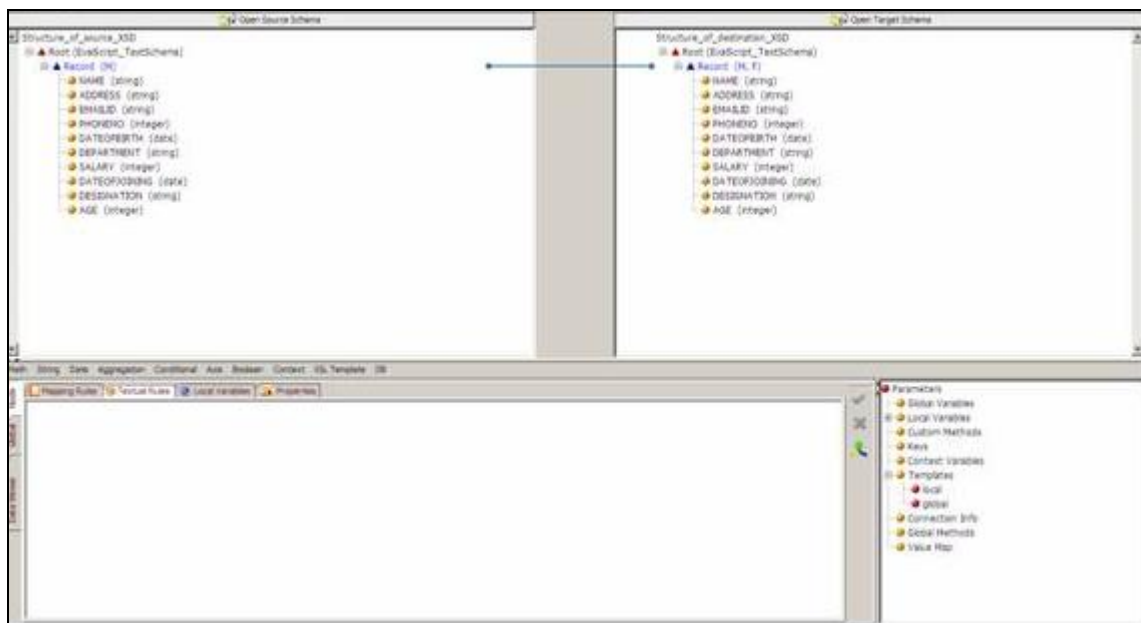 Open Source Schema
Open Target Schema
Structure_of_source_XSD
Root (EvaScript_TextSchema)
Record (M)
NAME (string)
ADDRESS (string)
EMAILID (string)
PHONENO (integer)
DATEOFBIRTH (date)
DEPARTMENT (string)
SALARY (integer)
DATEOFJOINING (date)
DESIGNATION (string)
AGE (integer)
Structure_of_destination_XSD
Root (EvaScript_TextSchema)
Record (M, F)
NAME (string)
ADDRESS (string)
EMAILID (string)
PHONENO (integer)
DATEOFBIRTH (date)
DEPARTMENT (string)
SALARY (integer)
DATEOFJOINING (date)
DESIGNATION (string)
AGE (integer)
Math String Date Aggregation Conditional Axis Boolean Context XSL Template DB
Mapping Rules Textual Rules Local Variables Properties
Parameters
Global Variables
Local Variables
Custom Methods
Keys
Context Variables
Templates
local
global
Connection Info
Global Methods
Value Map